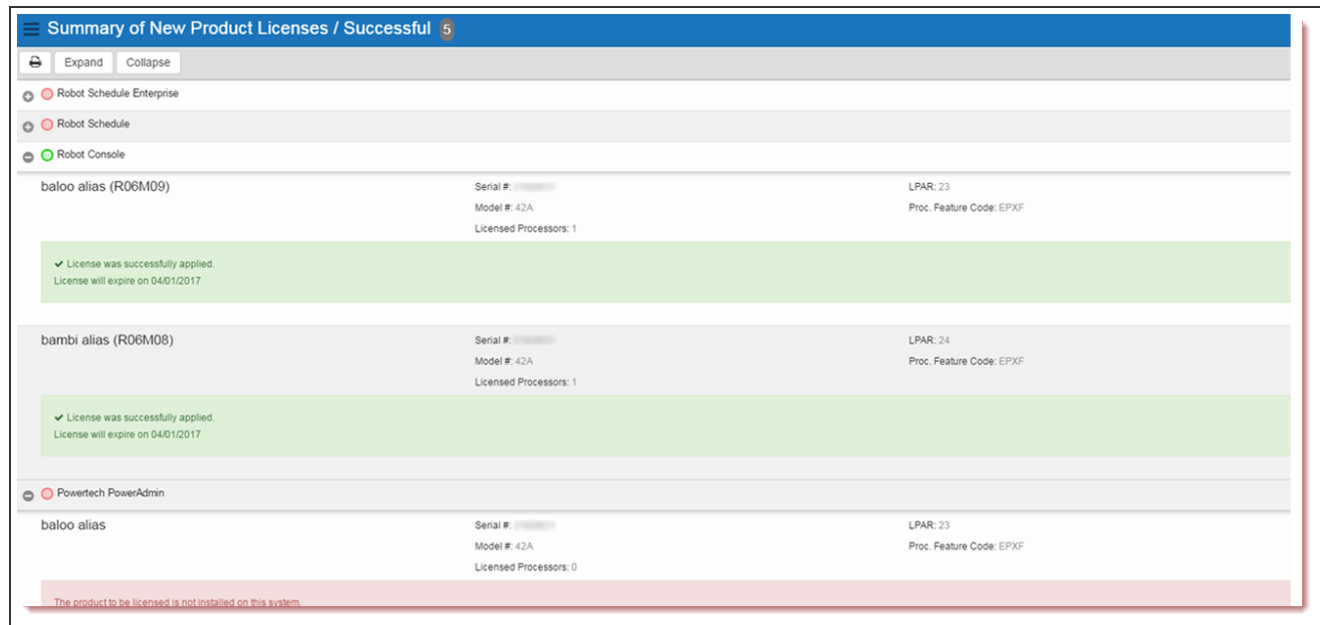 Summary of New Product Licenses / Successful 5
Expand Collapse
Robot Schedule Enterprise
Robot Schedule
Robot Console
baloo alias (R06M09) Serial #: LPAR: 23
Model #: 42A Proc. Feature Code: EPXF
Licensed Processors: 1
✔ License was successfully applied.
License will expire on 04/01/2017
bambi alias (R06M08) Serial #: LPAR: 24
Model #: 42A Proc. Feature Code: EPXF
Licensed Processors: 1
✔ License was successfully applied.
License will expire on 04/01/2017
Powertech PowerAdmin
baloo alias Serial #: LPAR: 23
Model #: 42A Proc. Feature Code: EPXF
Licensed Processors: 0
The product to be licensed is not installed on this system.